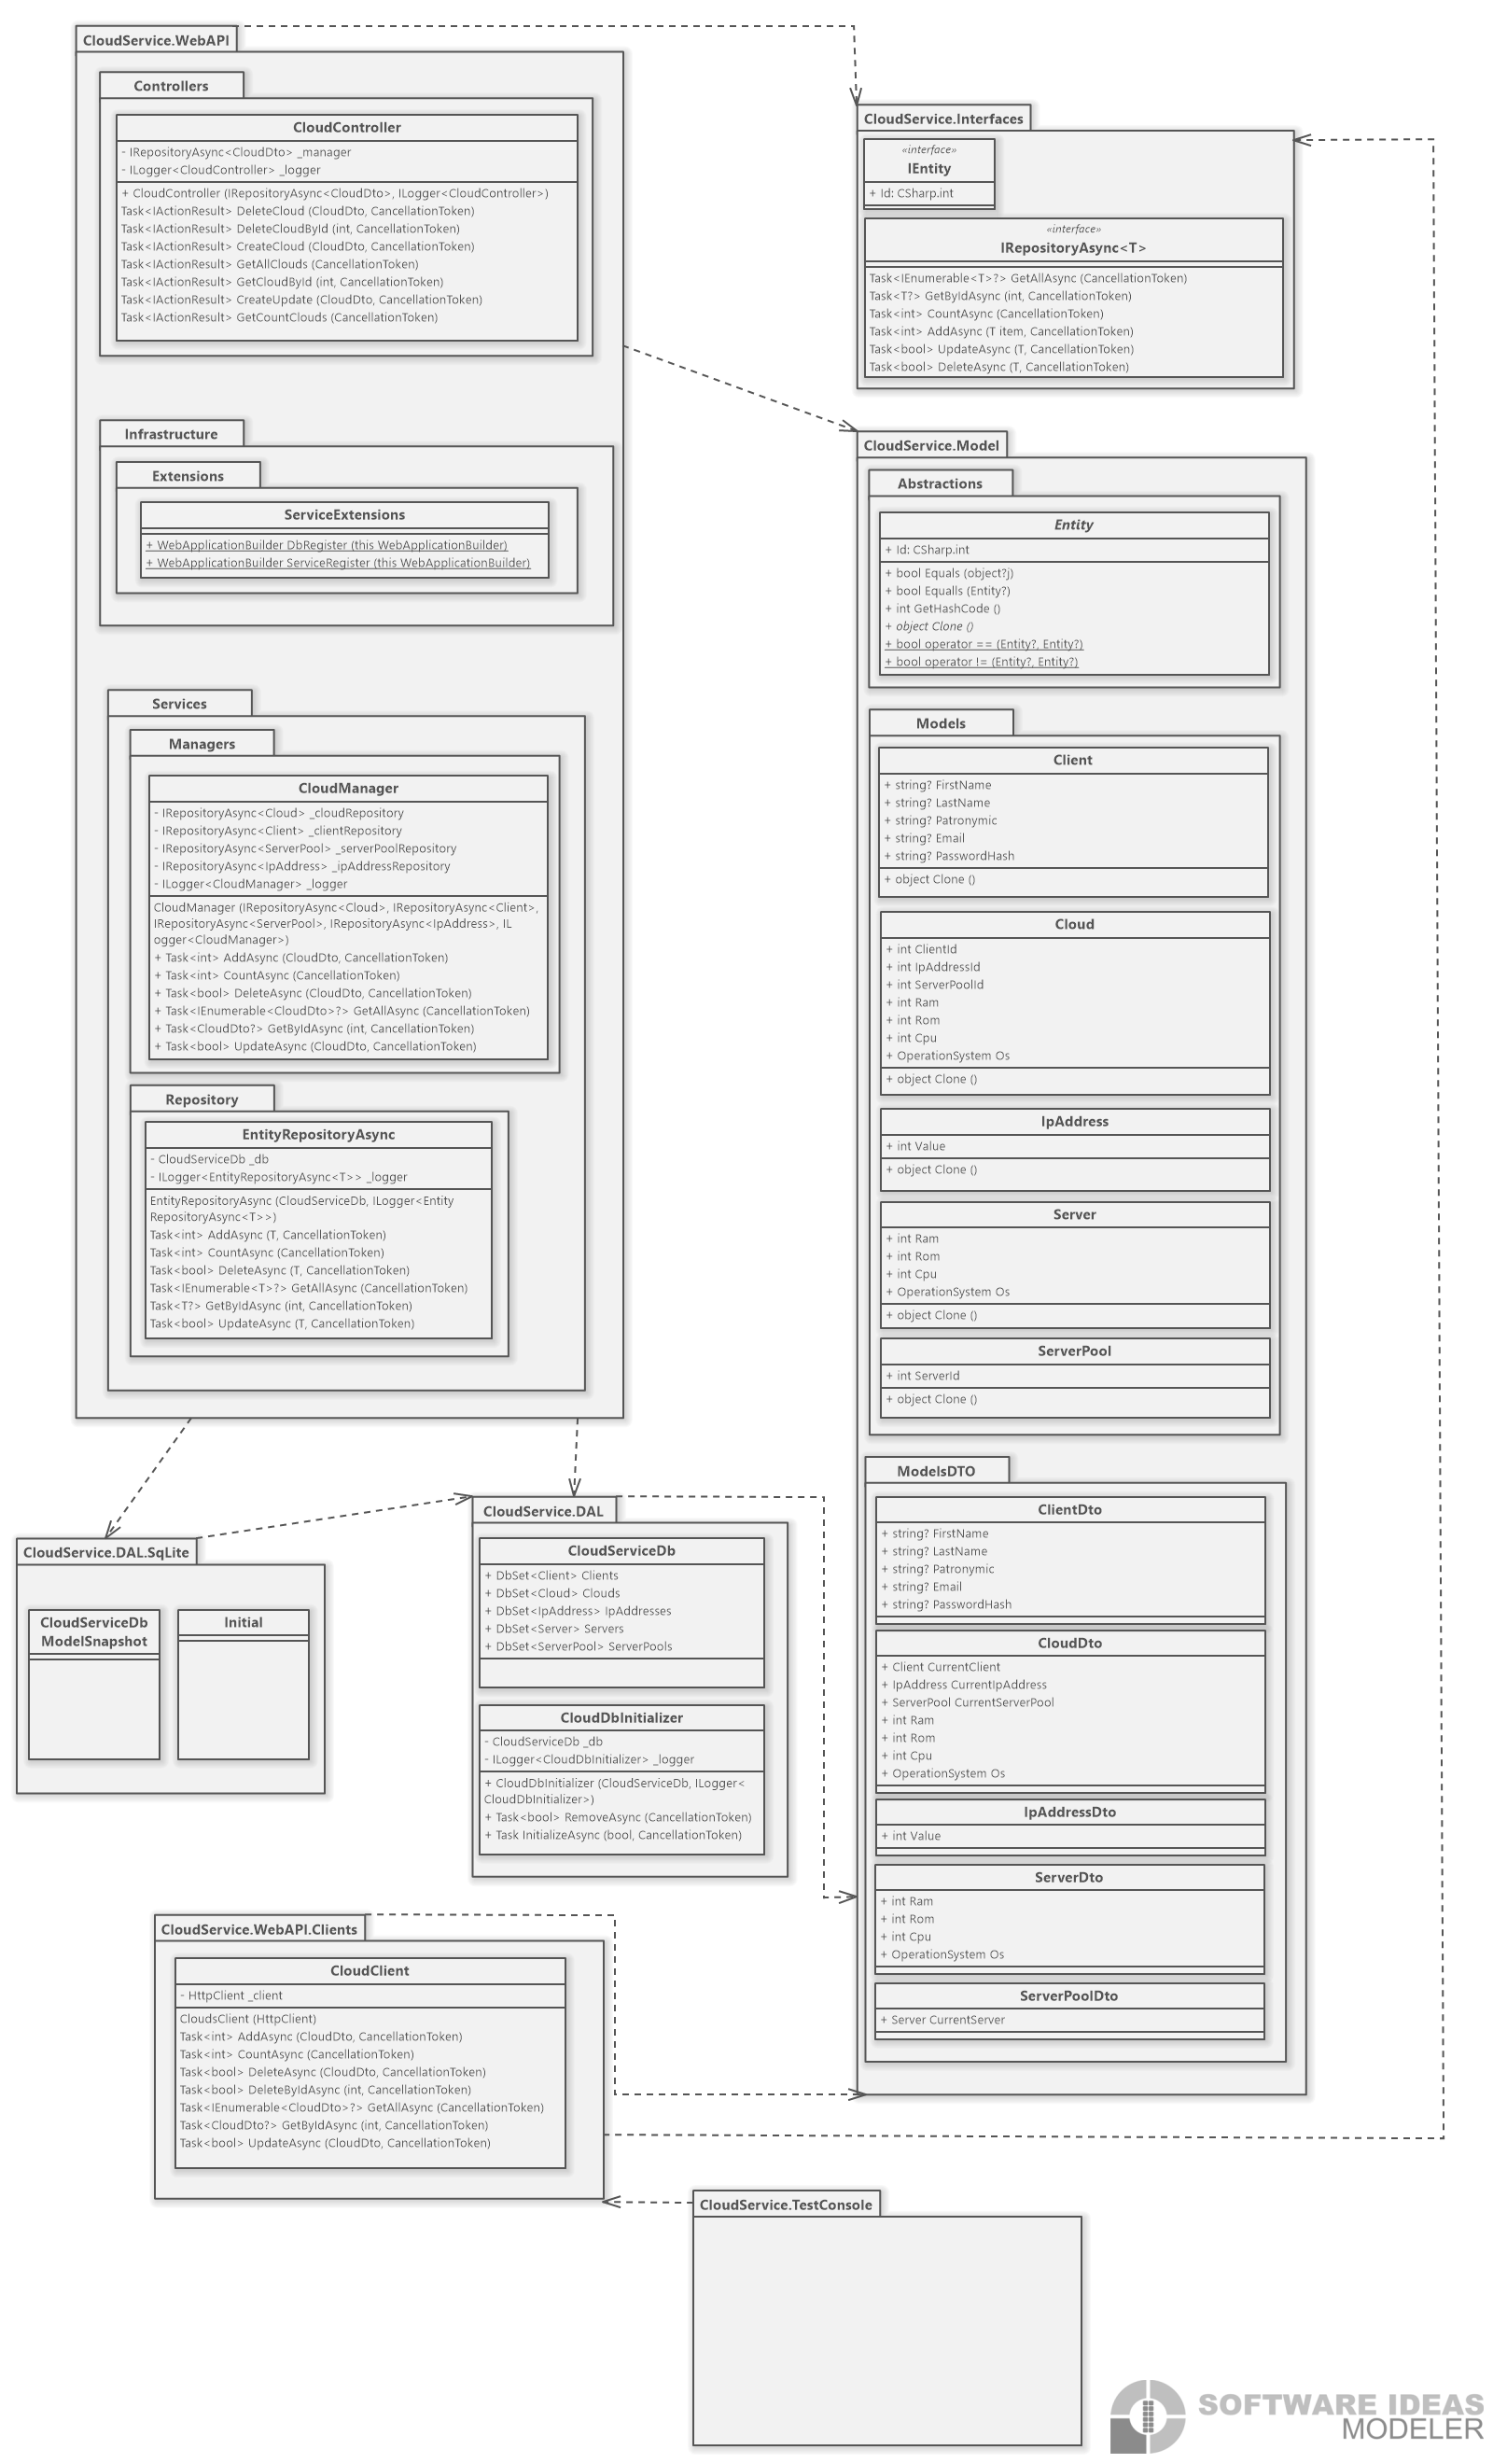 CloudService.WebAPI
Controllers
CloudController
- IRepositoryAsync<CloudDto> _manager
- ILogger<CloudController> _logger
+ CloudController (IRepositoryAsync<CloudDto>, ILogger<CloudController>)
Task<IActionResult> DeleteCloud (CloudDto, CancellationToken)
Task<IActionResult> DeleteCloudById (int, CancellationToken)
Task<IActionResult> CreateCloud (CloudDto, CancellationToken)
Task<IActionResult> GetAllClouds (CancellationToken)
Task<IActionResult> GetCloudById (int, CancellationToken)
Task<IActionResult> CreateUpdate (CloudDto, CancellationToken)
Task<IActionResult> GetCountClouds (CancellationToken)
Infrastructure
Extensions
ServiceExtensions
+ WebApplicationBuilder DbRegister (this WebApplicationBuilder)
+ WebApplicationBuilder ServiceRegister (this WebApplicationBuilder)
Services
Managers
CloudManager
- IRepositoryAsync<Cloud> _cloudRepository
- IRepositoryAsync<Client> _clientRepository
- IRepositoryAsync<ServerPool> _serverPoolRepository
- IRepositoryAsync<IpAddress> _ipAddressRepository
- ILogger<CloudManager> _logger
CloudManager (IRepositoryAsync<Cloud>, IRepositoryAsync<Client>,
IRepositoryAsync<ServerPool>, IRepositoryAsync<IpAddress>, IL
ogger<CloudManager>)
+ Task<int> AddAsync (CloudDto, CancellationToken)
+ Task<int> CountAsync (CancellationToken)
+ Task<bool> DeleteAsync (CloudDto, CancellationToken)
+ Task<IEnumerable<CloudDto>?> GetAllAsync (CancellationToken)
+ Task<CloudDto?> GetByIdAsync (int, CancellationToken)
+ Task<bool> UpdateAsync (CloudDto, CancellationToken)
Repository
EntityRepositoryAsync
- CloudServiceDb _db
- ILogger<EntityRepositoryAsync<T>> _logger
EntityRepositoryAsync (CloudServiceDb, ILogger<Entity
RepositoryAsync<T>>)
Task<int> AddAsync (T, CancellationToken)
Task<int> CountAsync (CancellationToken)
Task<bool> DeleteAsync (T, CancellationToken)
Task<IEnumerable<T>?> GetAllAsync (CancellationToken)
Task<T?> GetByIdAsync (int, CancellationToken)
Task<bool> UpdateAsync (T, CancellationToken)
CloudService.Interfaces
«interface»
IEntity
+ Id: CSharp.int
«interface»
IRepositoryAsync<T>
Task<IEnumerable<T>?> GetAllAsync (CancellationToken)
Task<T?> GetByIdAsync (int, CancellationToken)
Task<int> CountAsync (CancellationToken)
Task<int> AddAsync (T item, CancellationToken)
Task<bool> UpdateAsync (T, CancellationToken)
Task<bool> DeleteAsync (T, CancellationToken)
CloudService.Model
Abstractions
Entity
+ Id: CSharp.int
+ bool Equals (object?j)
+ bool Equalls (Entity?)
+ int GetHashCode ()
+ object Clone ()
+ bool operator == (Entity?, Entity?)
+ bool operator != (Entity?, Entity?)
Models
Client
+ string? FirstName
+ string? LastName
+ string? Patronymic
+ string? Email
+ string? PasswordHash
+ object Clone ()
Cloud
+ int ClientId
+ int IpAddressId
+ int ServerPoolId
+ int Ram
+ int Rom
+ int Cpu
+ OperationSystem Os
+ object Clone ()
IpAddress
+ int Value
+ object Clone ()
Server
+ int Ram
+ int Rom
+ int Cpu
+ OperationSystem Os
+ object Clone ()
ServerPool
+ int ServerId
+ object Clone ()
ModelsDTO
ClientDto
+ string? FirstName
+ string? LastName
+ string? Patronymic
+ string? Email
+ string? PasswordHash
CloudDto
+ Client CurrentClient
+ IpAddress CurrentIpAddress
+ ServerPool CurrentServerPool
+ int Ram
+ int Rom
+ int Cpu
+ OperationSystem Os
IpAddressDto
+ int Value
ServerDto
+ int Ram
+ int Rom
+ int Cpu
+ OperationSystem Os
ServerPoolDto
+ Server CurrentServer
CloudService.DAL.SqLite
CloudServiceDb
ModelSnapshot
Initial
CloudService.DAL
CloudServiceDb
+ DbSet<Client> Clients
+ DbSet<Cloud> Clouds
+ DbSet<IpAddress> IpAddresses
+ DbSet<Server> Servers
+ DbSet<ServerPool> ServerPools
CloudDbInitializer
- CloudServiceDb _db
- ILogger<CloudDbInitializer> _logger
+ CloudDbInitializer (CloudServiceDb, ILogger<
CloudDbInitializer>)
+ Task<bool> RemoveAsync (CancellationToken)
+ Task InitializeAsync (bool, CancellationToken)
CloudService.WebAPI.Clients
CloudClient
- HttpClient _client
CloudsClient (HttpClient)
Task<int> AddAsync (CloudDto, CancellationToken)
Task<int> CountAsync (CancellationToken)
Task<bool> DeleteAsync (CloudDto, CancellationToken)
Task<bool> DeleteByIdAsync (int, CancellationToken)
Task<IEnumerable<CloudDto>?> GetAllAsync (CancellationToken)
Task<CloudDto?> GetByIdAsync (int, CancellationToken)
Task<bool> UpdateAsync (CloudDto, CancellationToken)
CloudService.TestConsole
SOFTWARE IDEAS
MODELER